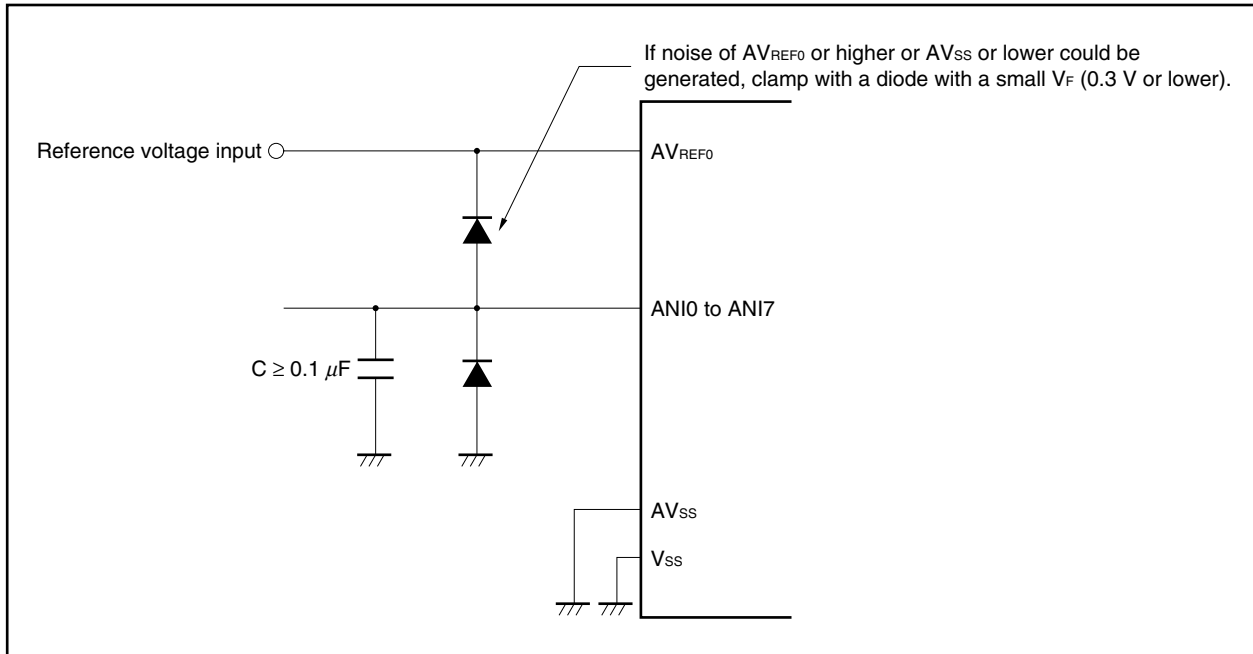 If noise of AVREF0 or higher or AVSS or lower could be
generated, clamp with a diode with a small VF (0.3 V or lower).
Reference voltage input
AVREF0
ANI0 to ANI7
C ≥ 0.1 μF
AVSS
VSS